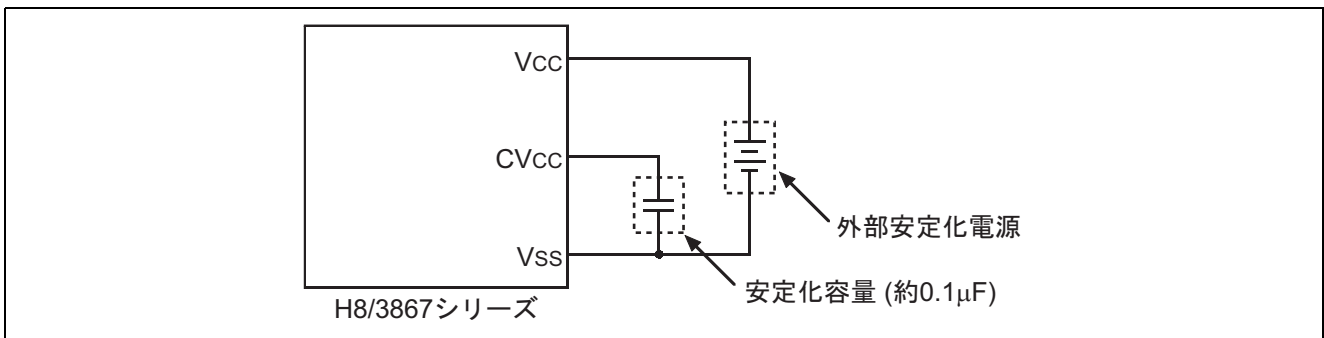 VCC
CVCC
外部安定化電源
VSS
安定化容量 (約0.1μF)
H8/3867シリーズ